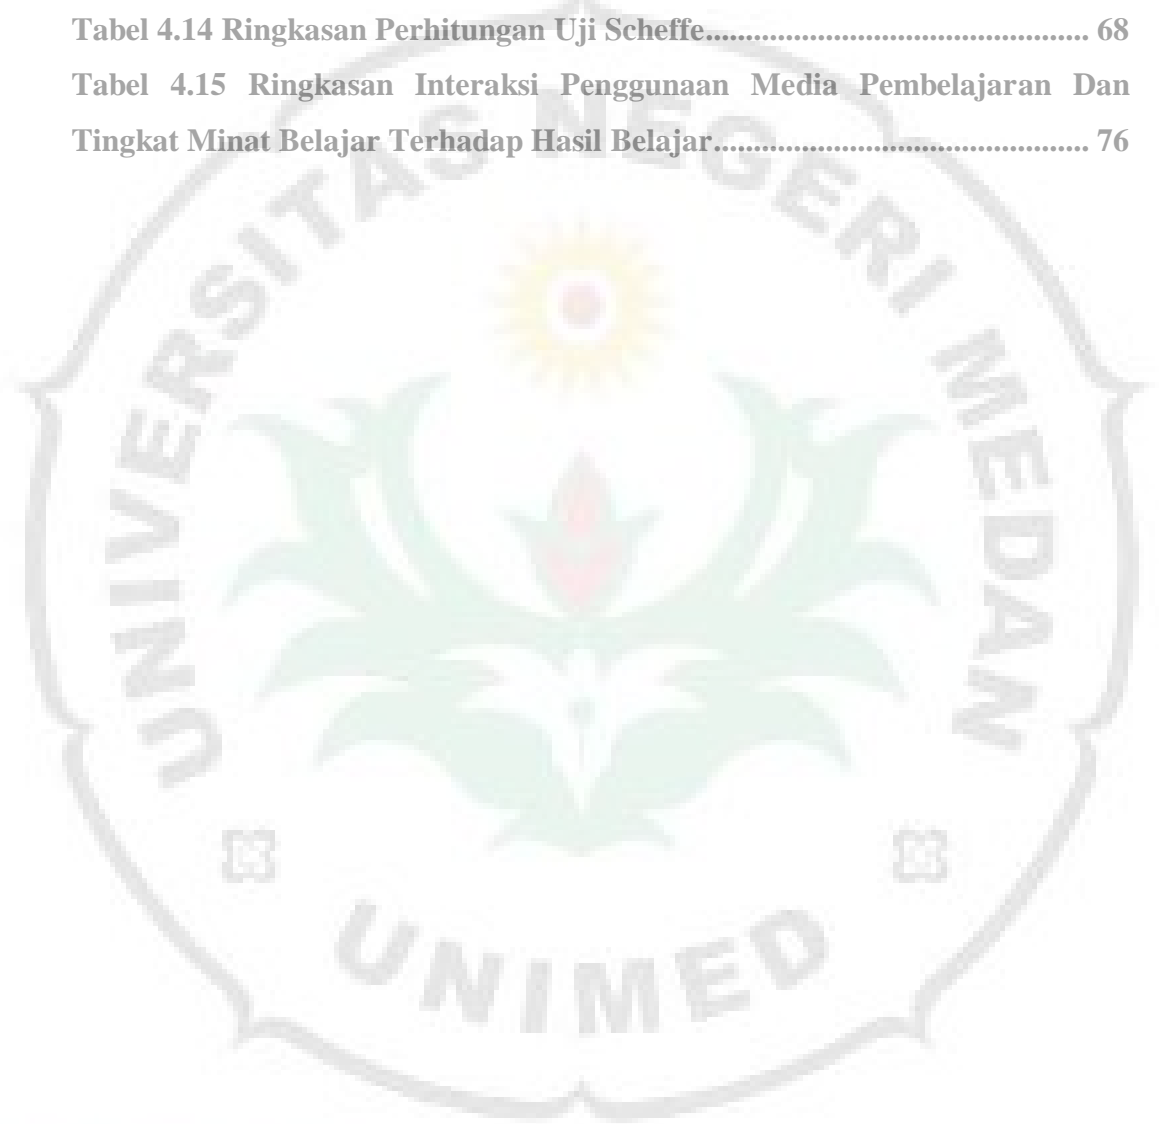 Tabel 4.14 Ringkasan Perhitungan Uji Scheffe................................................ 68
Tabel 4.15 Ringkasan Interaksi Penggunaan Media Pembelajaran Dan
Tingkat Minat Belajar Terhadap Hasil Belajar............................................... 76
UNIVERSITAS NEGERI MEDAN
UNIMED